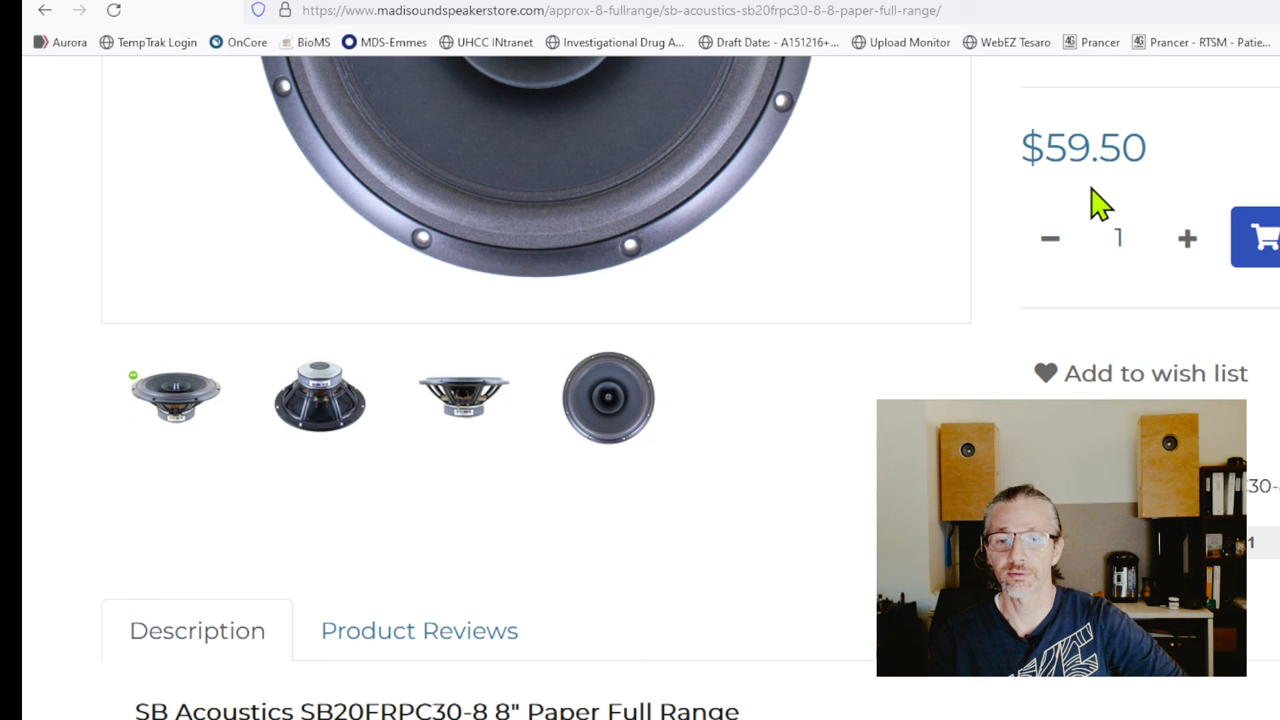 https://www.madisoundspeakerstore.com/approx-8-fullrange/sb-acoustics-sb20frpc30-8-8-paper-full-range/
Aurora TempTrak Login OnCore BioMS MDS-Emmes UHCC INtranet Investigational Drug A... Draft Date: - A151216+... Upload Monitor WebEZ Tesaro Prancer Prancer - RTSM - Patie...
$59.50
1
Add to wish list
30-
1
Description Product Reviews
SB Acoustics SB20FRPC30-8 8" Paper Full Range